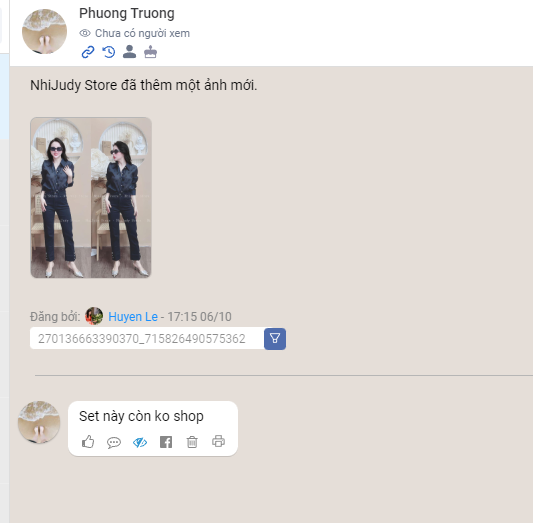 Phuong Truong
Chưa có người xem
NhiJudy Store đã thêm một ảnh mới.
Đăng bởi: Huyen Le - 17:15 06/10
270136663390370_715826490575362
Set này còn ko shop